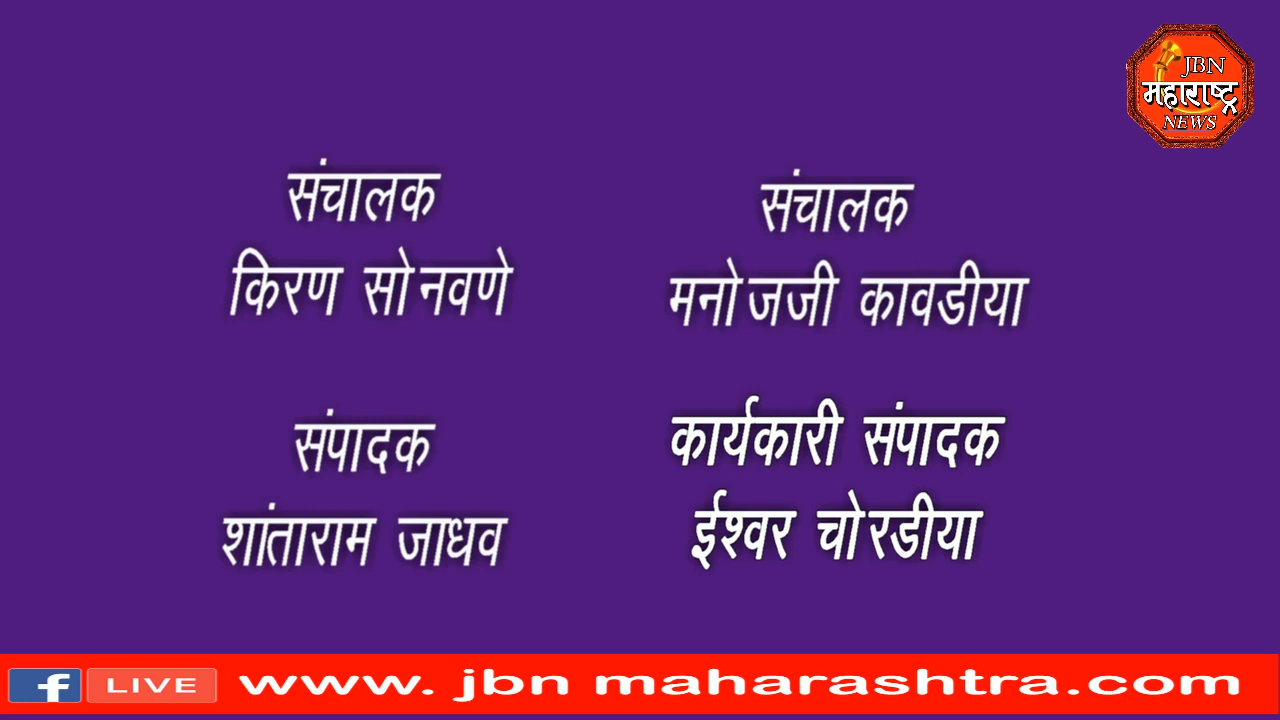 JBN
महाराष्ट्र
NEWS
संचालक
किरण सोनवणे
संचालक
मनोजजी कावडीया
संपादक
शांताराम जाधव
कार्यकारी संपादक
ईश्वर चोरडीया
f LIVE www. jbn maharashtra.com